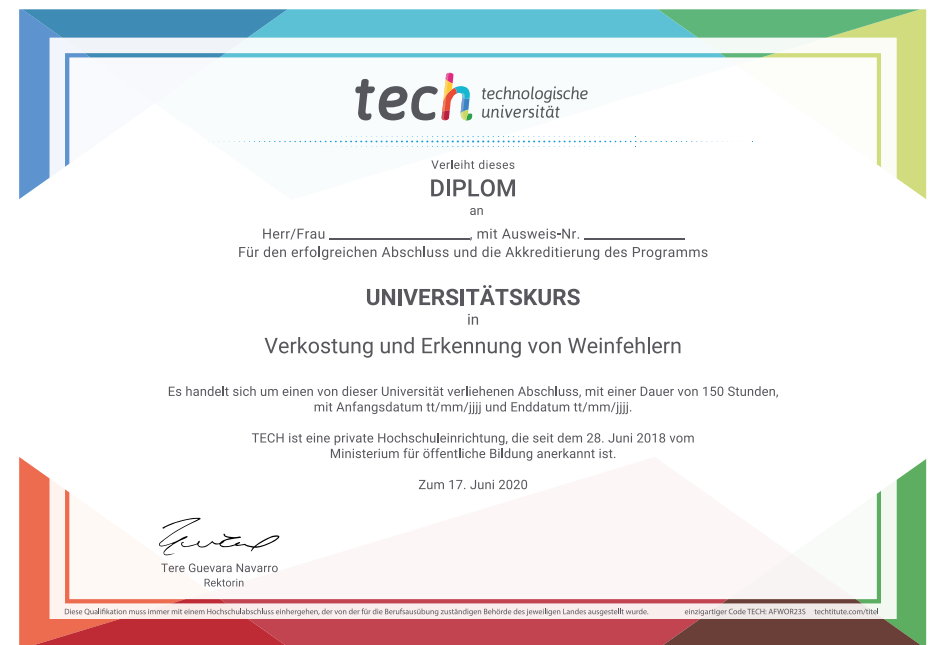 tech technologische
universität
Verleiht dieses
DIPLOM
an
Herr/Frau ____________________, mit Ausweis-Nr. ______________
Für den erfolgreichen Abschluss und die Akkreditierung des Programms
UNIVERSITÄTSKURS
in
Verkostung und Erkennung von Weinfehlern
Es handelt sich um einen von dieser Universität verliehenen Abschluss, mit einer Dauer von 150 Stunden,
mit Anfangsdatum tt/mm/jjjj und Enddatum tt/mm/jjjj.
TECH ist eine private Hochschuleinrichtung, die seit dem 28. Juni 2018 vom
Ministerium für öffentliche Bildung anerkannt ist.
Zum 17. Juni 2020
Tere Guevara Navarro
Rektorin
Diese Qualifikation muss immer mit einem Hochschulabschluss einhergehen, der von der für die Berufsausübung zuständigen Behörde des jeweiligen Landes ausgestellt wurde. einzigartiger Code TECH: AFWOR23S techtitute.com/titel